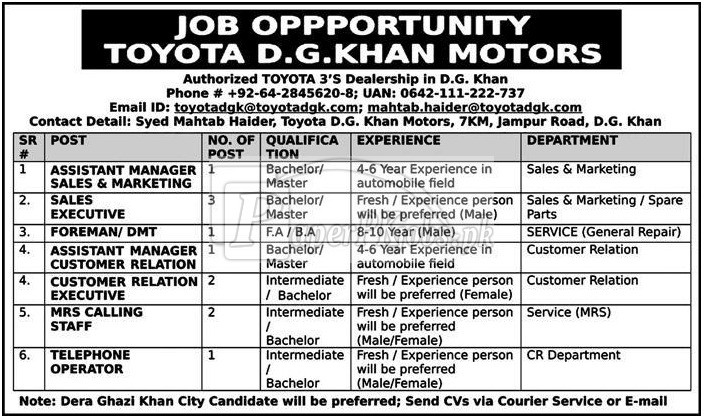 JOB OPPPORTUNITY
TOYOTA D.G.KHAN MOTORS
Authorized TOYOTA 3'S Dealership in D.G. Khan
Phone # +92-64-2845620-8; UAN: 0642-111-222-737
Email ID: toyotadgk@toyotadgk.com; mahtab.haider@toyotadgk.com
Contact Detail: Syed Mahtab Haider, Toyota D.G. Khan Motors, 7KM, Jampur Road, D.G. Khan
SR # POST NO. OF POST QUALIFICA TION EXPERIENCE DEPARTMENT
1 ASSISTANT MANAGER SALES & MARKETING 1 Bachelor/ Master 4-6 Year Experience in automobile field Sales & Marketing
2. SALES EXECUTIVE 3 Bachelor/ Master Fresh / Experience person will be preferred (Male) Sales & Marketing / Spare Parts
3. FOREMAN/ DMT 1 F.A / B.A 8-10 Year (Male) SERVICE (General Repair)
4. ASSISTANT MANAGER CUSTOMER RELATION 1 Bachelor/ Master 4-6 Year Experience in automobile field Customer Relation
4. CUSTOMER RELATION EXECUTIVE 2 Intermediate / Bachelor Fresh / Experience person will be preferred (Female) Customer Relation
5. MRS CALLING STAFF 2 Intermediate / Bachelor Fresh / Experience person will be preferred (Male/Female) Service (MRS)
6. TELEPHONE OPERATOR 1 Intermediate / Bachelor Fresh / Experience person will be preferred (Male/Female) CR Department
Note: Dera Ghazi Khan City Candidate will be preferred; Send CVs via Courier Service or E-mail